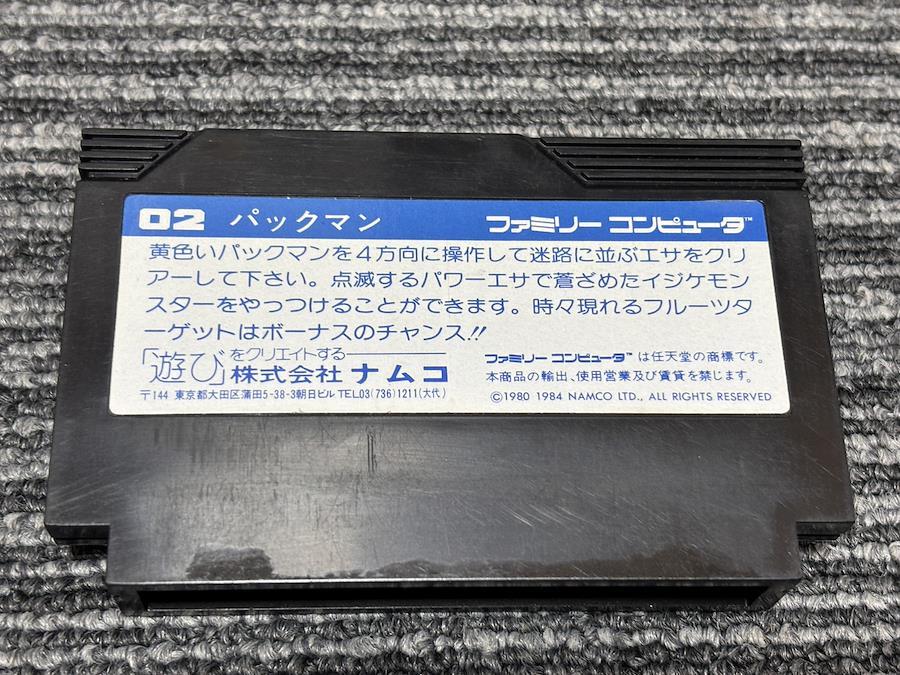 02 パックマン ファミリー コンピュータ™
黄色いパックマンを4方向に操作して迷路に並ぶエサをクリ
アーして下さい。点滅するパワーエサで蒼ざめたイジケモン
スターをやっつけることができます。時々現れるフルーツタ
ーゲットはボーナスのチャンス!!
「遊び」をクリエイトする
株式会社 ナムコ
〒144 東京都大田区蒲田5-38-3朝日ビル TEL.03(736)1211(大代)
ファミリー コンピュータ™ は任天堂の商標です。
本商品の輸出、使用営業及び賃貸を禁じます。
©1980 1984 NAMCO LTD., ALL RIGHTS RESERVED